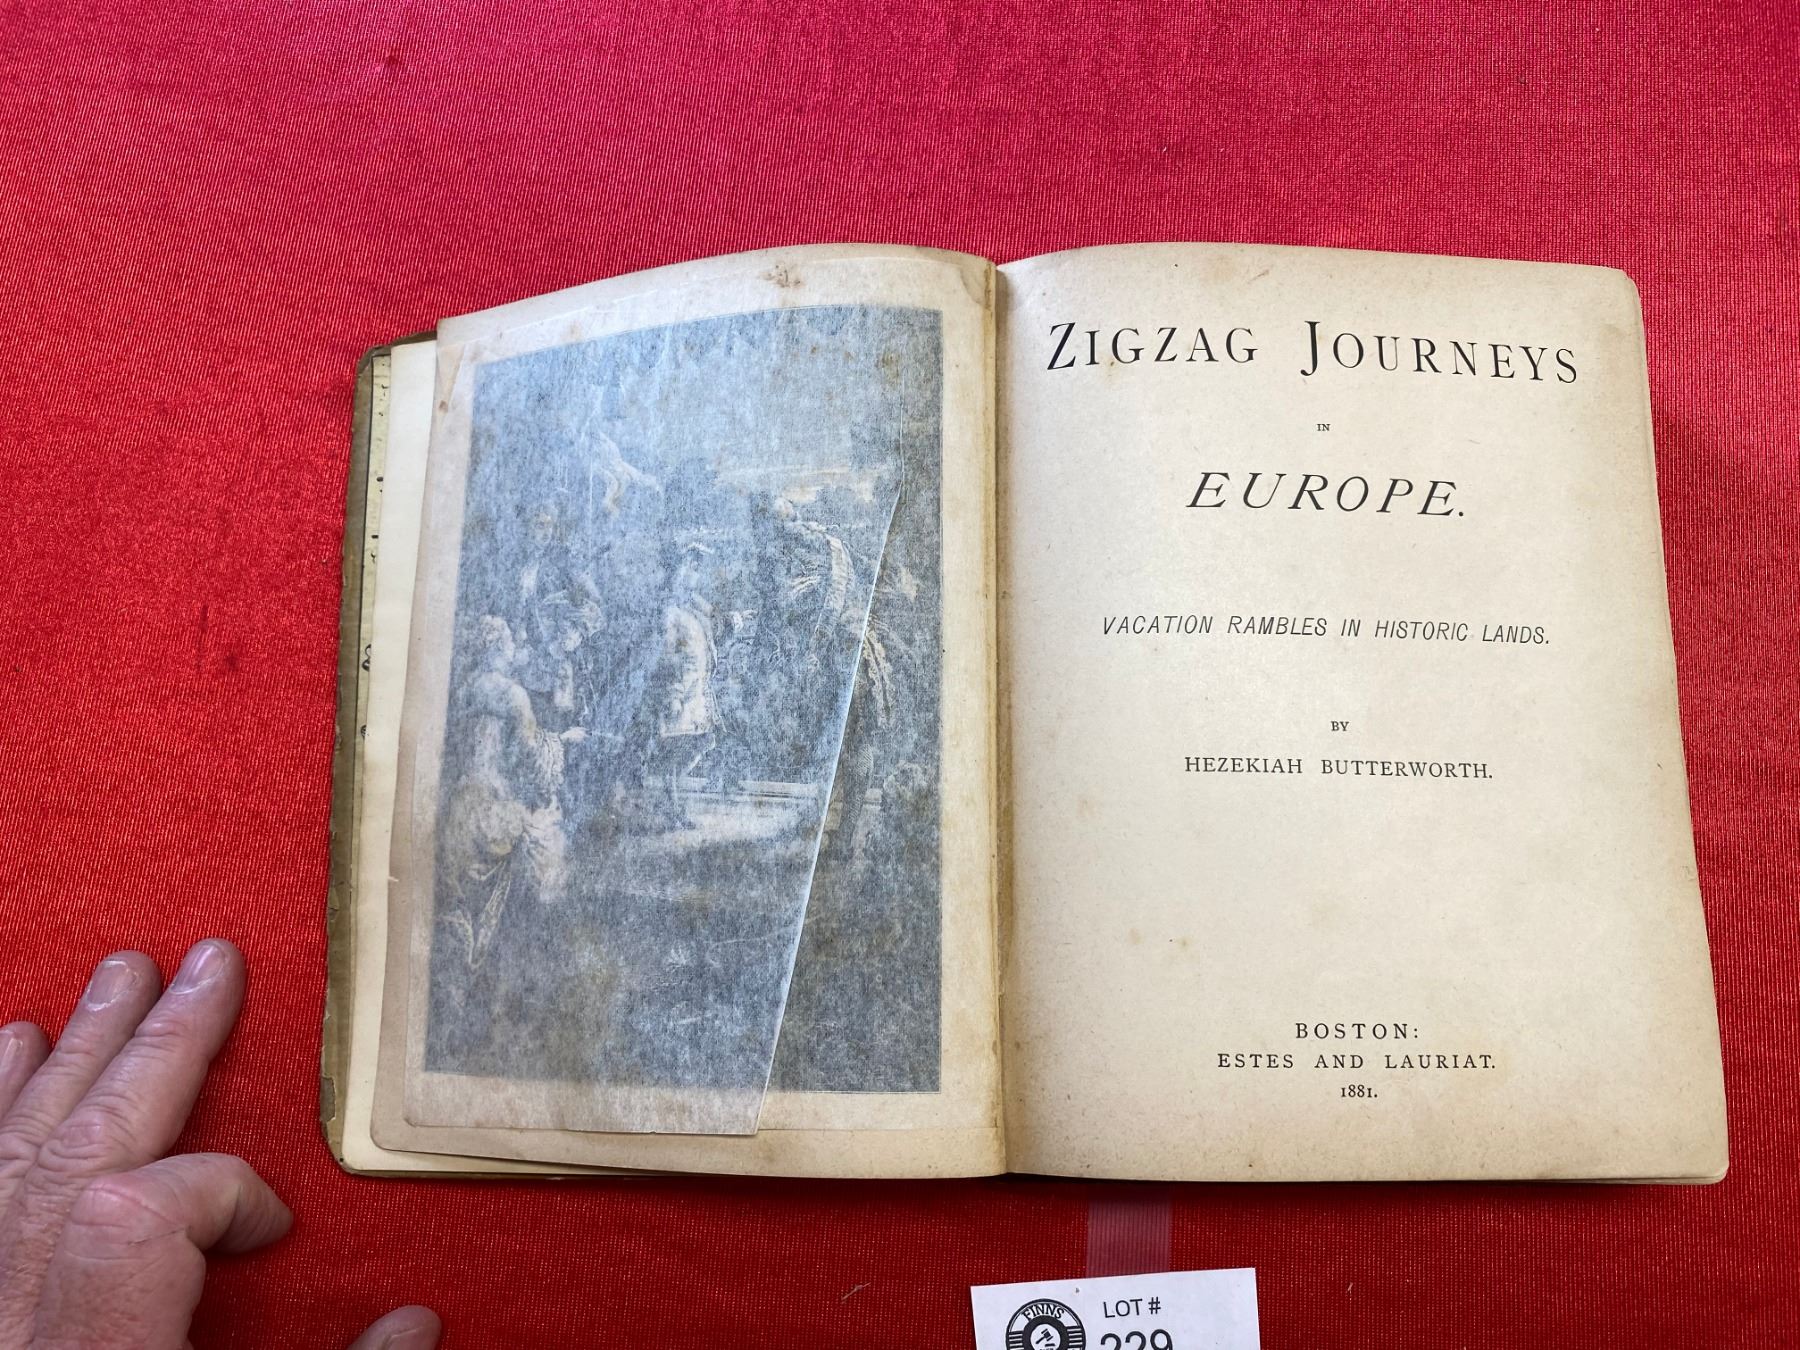 ZIGZAG JOURNEYS
IN
EUROPE.
VACATION RAMBLES IN HISTORIC LANDS.
BY
HEZEKIAH BUTTERWORTH.
BOSTON:
ESTES AND LAURIAT.
1881.
FINNS
LOT #
229